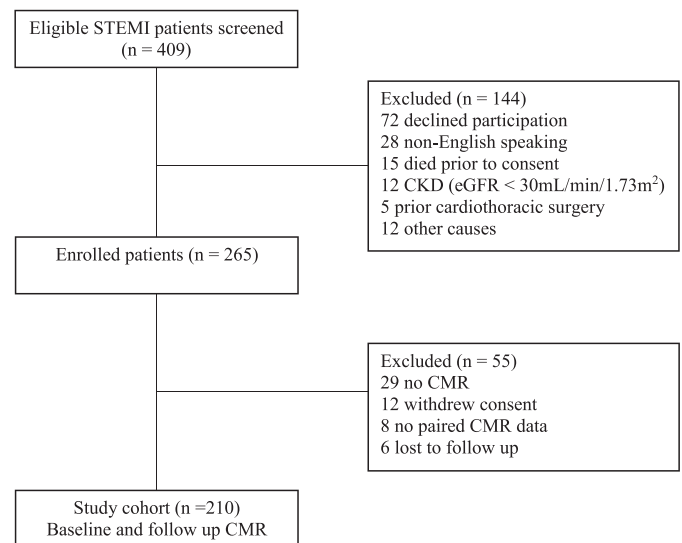 Eligible STEMI patients screened
(n = 409)
Excluded (n = 144)
72 declined participation
28 non-English speaking
15 died prior to consent
12 CKD (eGFR < 30mL/min/1.73m²)
5 prior cardiothoracic surgery
12 other causes
Enrolled patients (n = 265)
Excluded (n = 55)
29 no CMR
12 withdrew consent
8 no paired CMR data
6 lost to follow up
Study cohort (n =210)
Baseline and follow up CMR